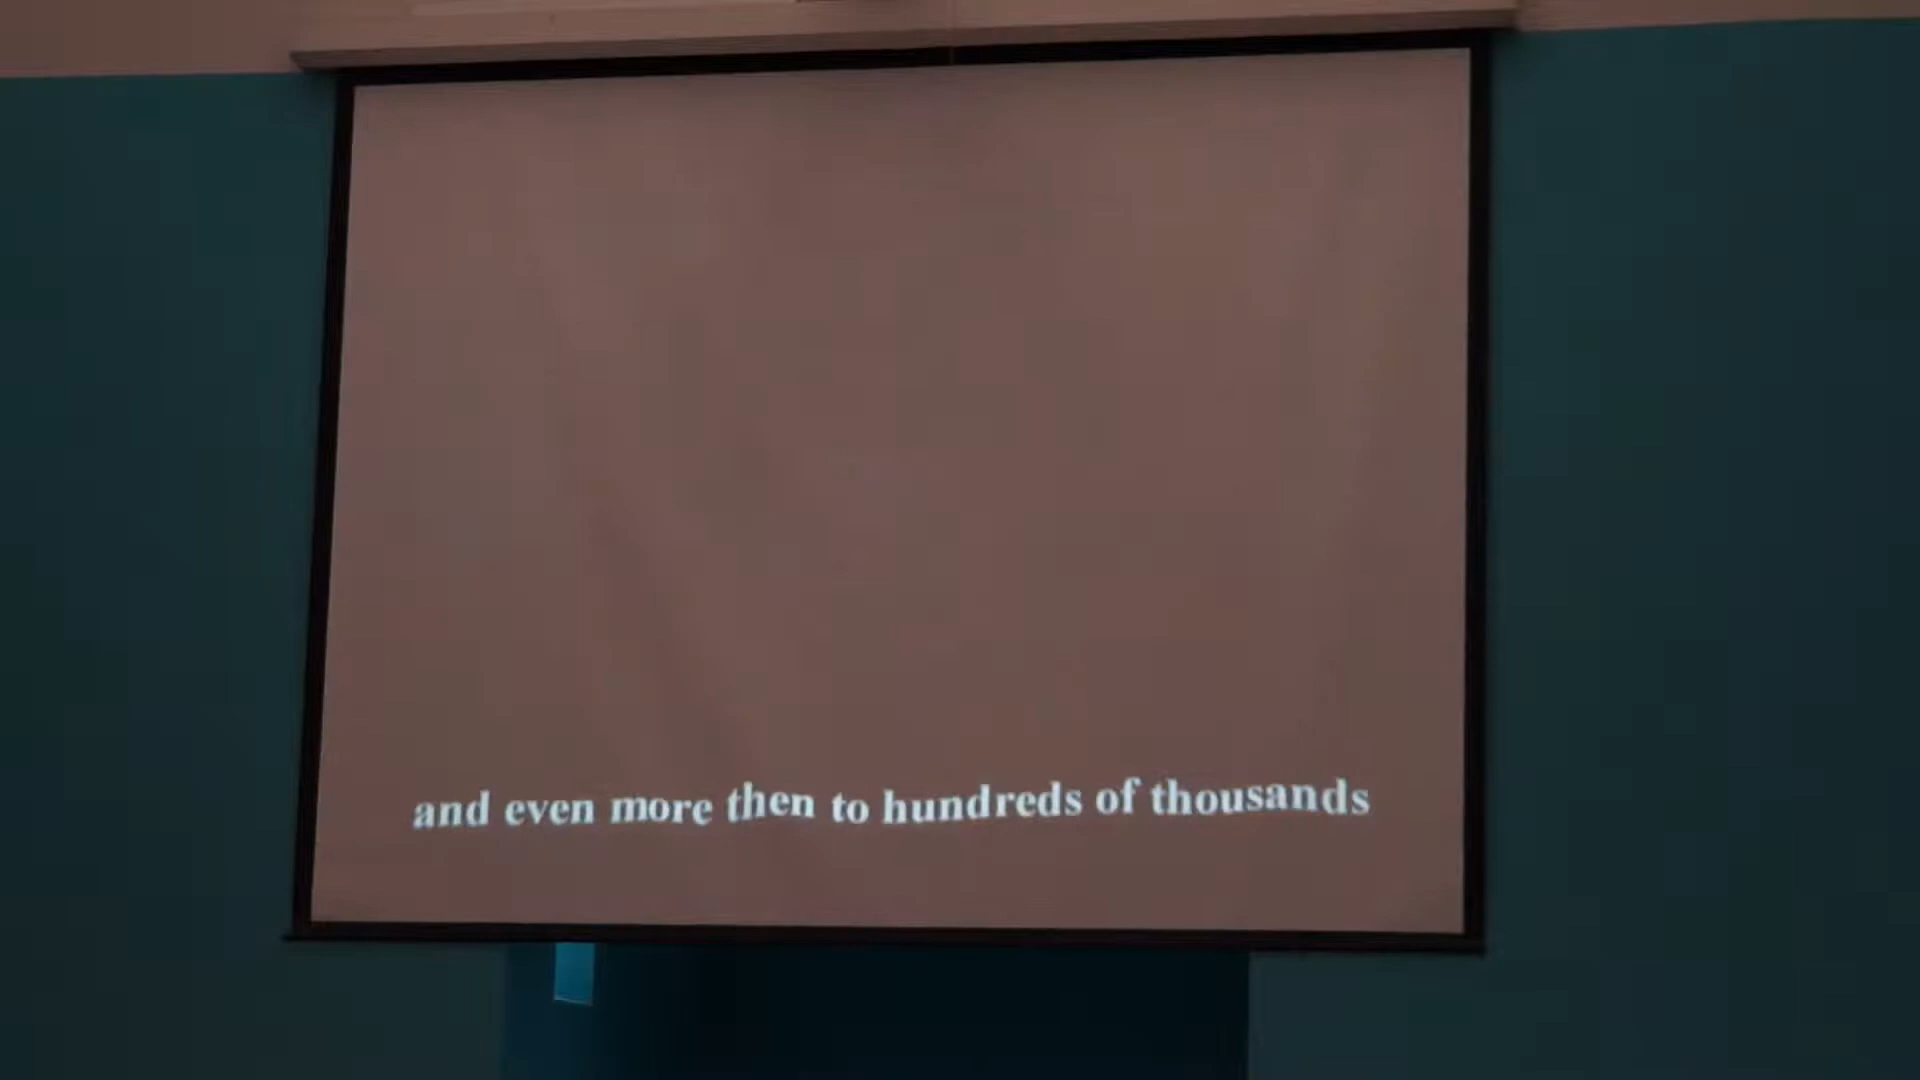 and even more then to hundreds of thousands